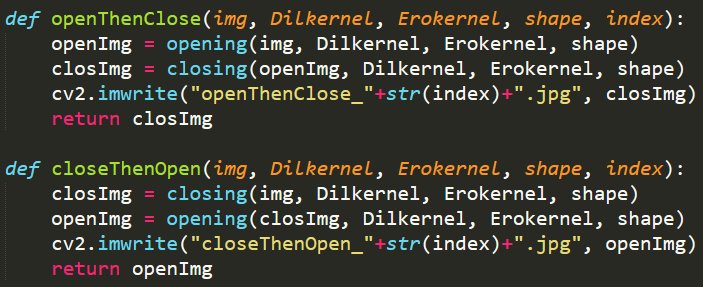 def openThenClose(img, Dilkernel, Erokernel, shape, index):
    openImg = opening(img, Dilkernel, Erokernel, shape)
    closImg = closing(openImg, Dilkernel, Erokernel, shape)
    cv2.imwrite("openThenClose_"+str(index)+".jpg", closImg)
    return closImg

def closeThenOpen(img, Dilkernel, Erokernel, shape, index):
    closImg = closing(img, Dilkernel, Erokernel, shape)
    openImg = opening(closImg, Dilkernel, Erokernel, shape)
    cv2.imwrite("closeThenOpen_"+str(index)+".jpg", openImg)
    return openImg